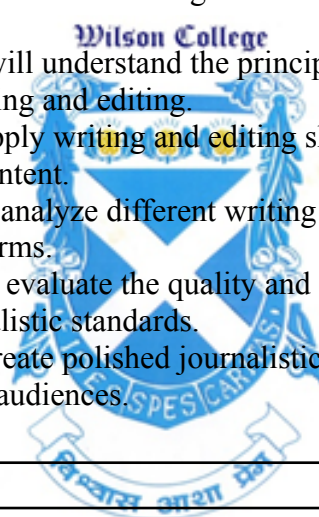 Wilson College
will understand the princip
ing and editing.
pply writing and editing sk
ntent.
analyze different writing
rms.
evaluate the quality and
listic standards.
reate polished journalistic
audiences.
SPES CAR
विश्वास आशा प्रेम